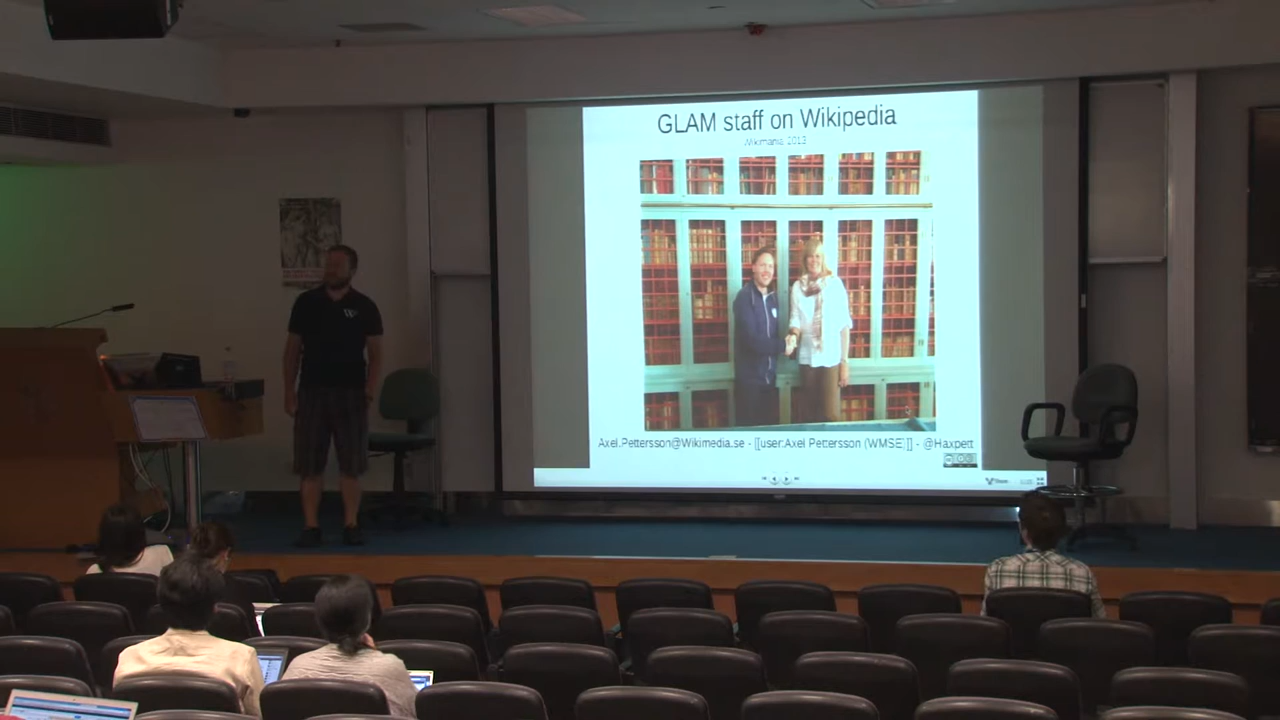 GLAM staff on Wikipedia
Wikimania 2013
Axel.Pettersson@Wikimedia.se - [[user:Axel Pettersson (WMSE)]] - @Haxpett
W